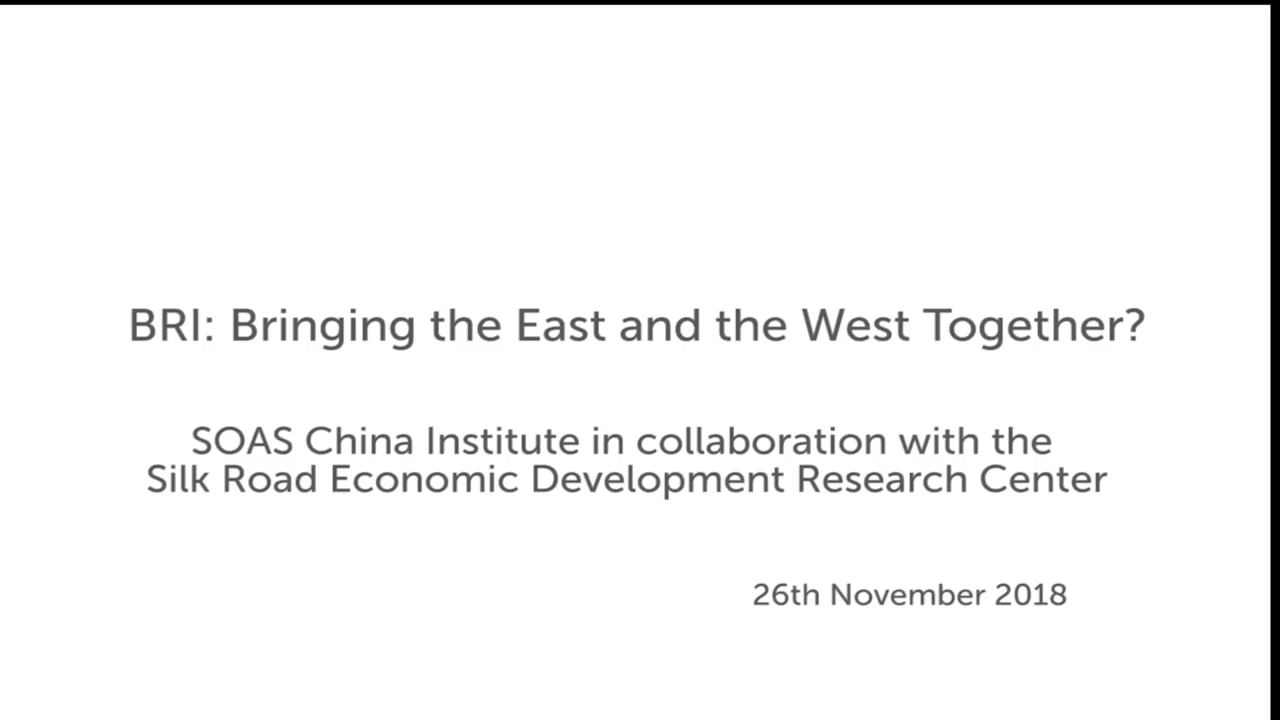 BRI: Bringing the East and the West Together?
SOAS China Institute in collaboration with the
Silk Road Economic Development Research Center
26th November 2018